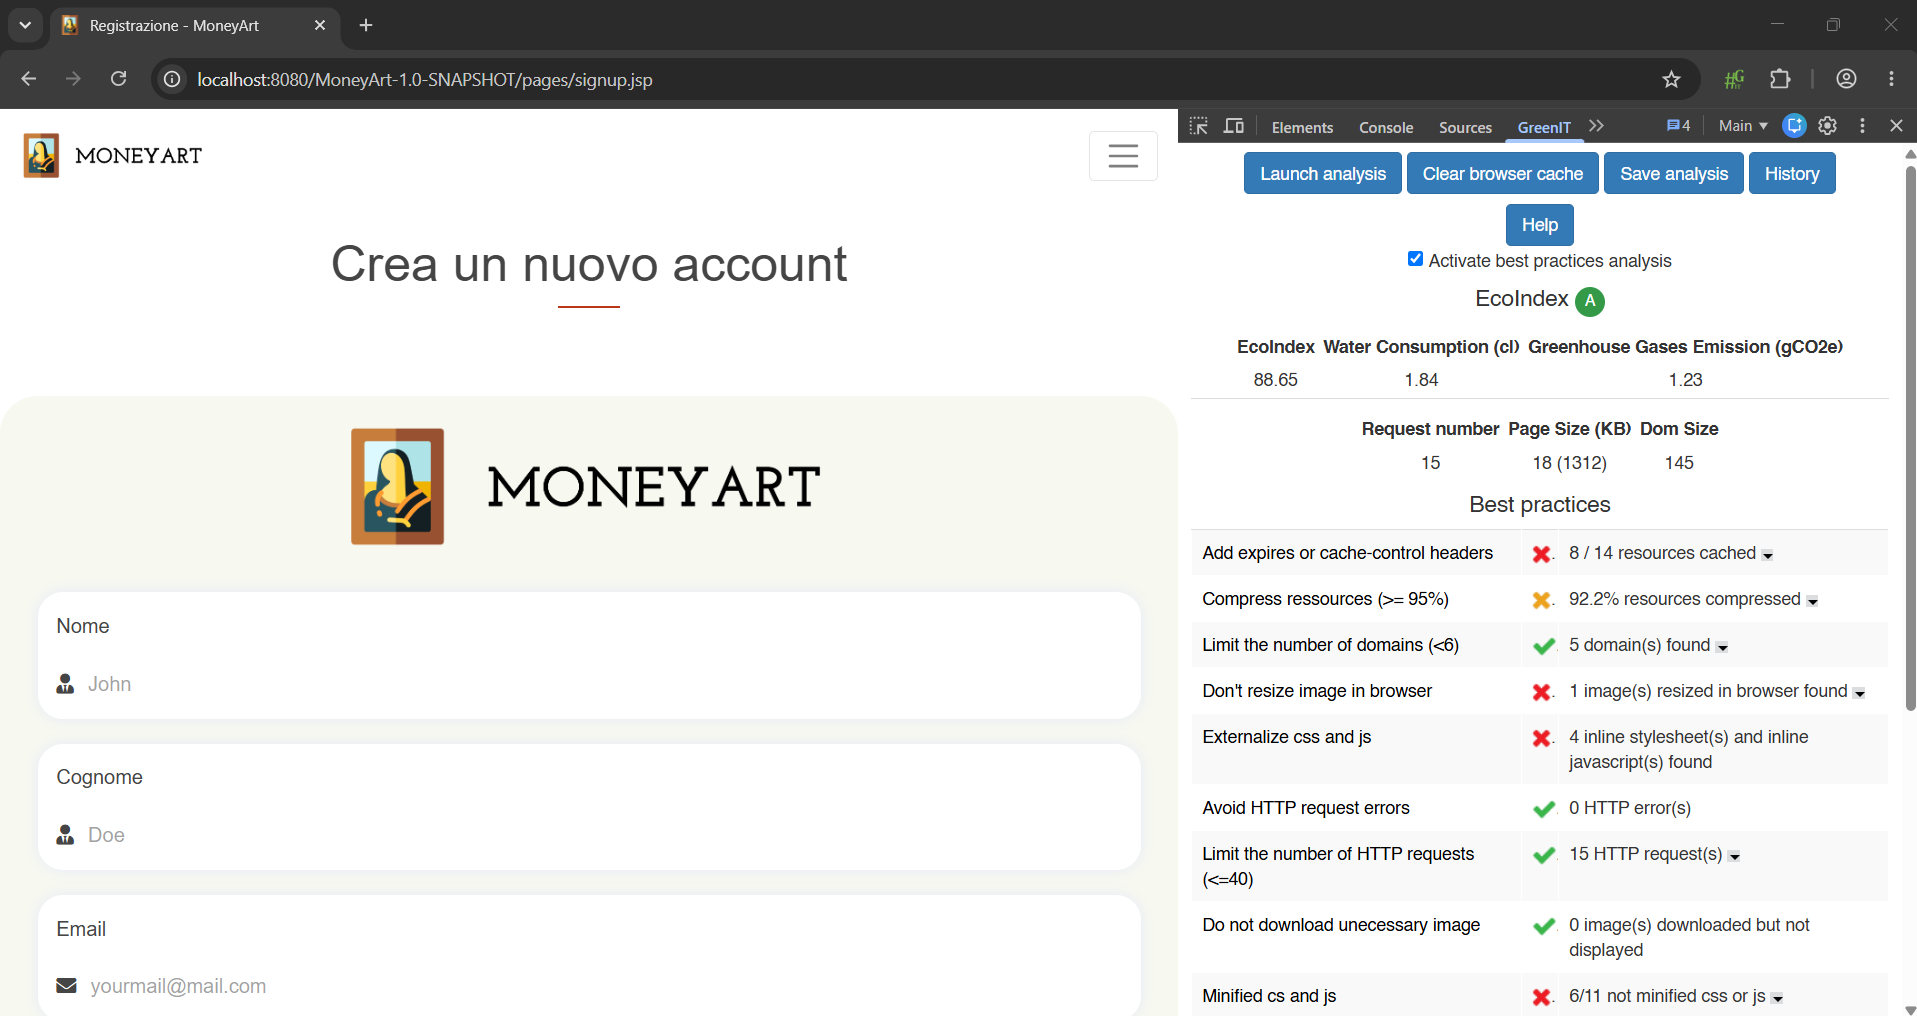 Registrazione - MoneyArt
localhost:8080/MoneyArt-1.0-SNAPSHOT/pages/signup.jsp
MONEYART
Crea un nuovo account
MONEYART
Nome
John
Cognome
Doe
Email
yourmail@mail.com
Elements Console Sources GreenIT 4 Main
Launch analysis Clear browser cache Save analysis History
Help
Activate best practices analysis
EcoIndex A
EcoIndex Water Consumption (cl) Greenhouse Gases Emission (gCO2e)
88.65 1.84 1.23
Request number Page Size (KB) Dom Size
15 18 (1312) 145
Best practices
Add expires or cache-control headers . 8 / 14 resources cached
Compress ressources (>= 95%) . 92.2% resources compressed
Limit the number of domains (<6) . 5 domain(s) found
Don't resize image in browser . 1 image(s) resized in browser found
Externalize css and js . 4 inline stylesheet(s) and inline
javascript(s) found
Avoid HTTP request errors . 0 HTTP error(s)
Limit the number of HTTP requests . 15 HTTP request(s)
(<=40)
Do not download unecessary image . 0 image(s) downloaded but not
displayed
Minified cs and js . 6/11 not minified css or js